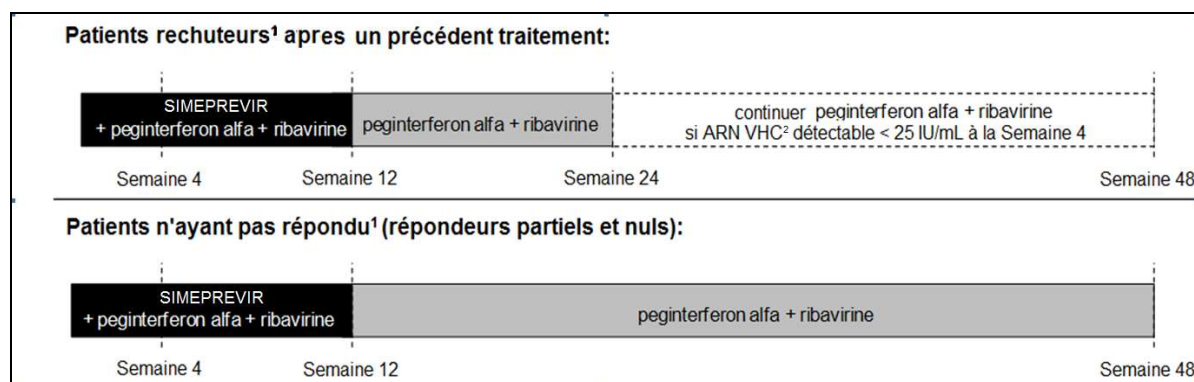 Patients rechuteurs¹ apres un précédent traitement:
SIMEPREVIR
+ peginterferon alfa + ribavirine
peginterferon alfa + ribavirine
continuer peginterferon alfa + ribavirine
si ARN VHC² détectable < 25 IU/mL à la Semaine 4
Semaine 4
Semaine 12
Semaine 24
Semaine 48
Patients n'ayant pas répondu¹ (répondeurs partiels et nuls):
SIMEPREVIR
+ peginterferon alfa + ribavirine
peginterferon alfa + ribavirine
Semaine 4
Semaine 12
Semaine 48